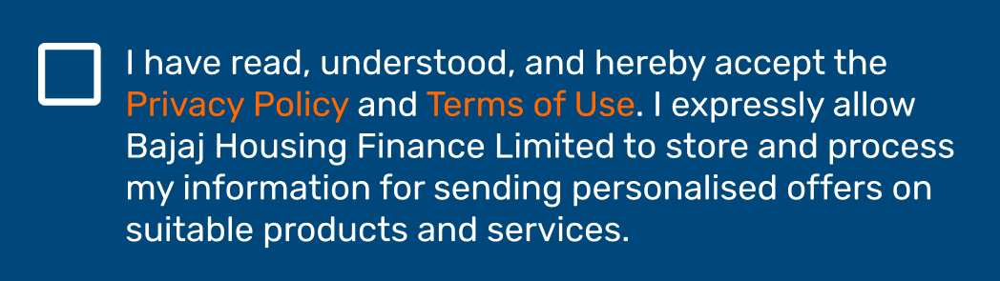 I have read, understood, and hereby accept the
Privacy Policy and Terms of Use. I expressly allow
Bajaj Housing Finance Limited to store and process
my information for sending personalised offers on
suitable products and services.